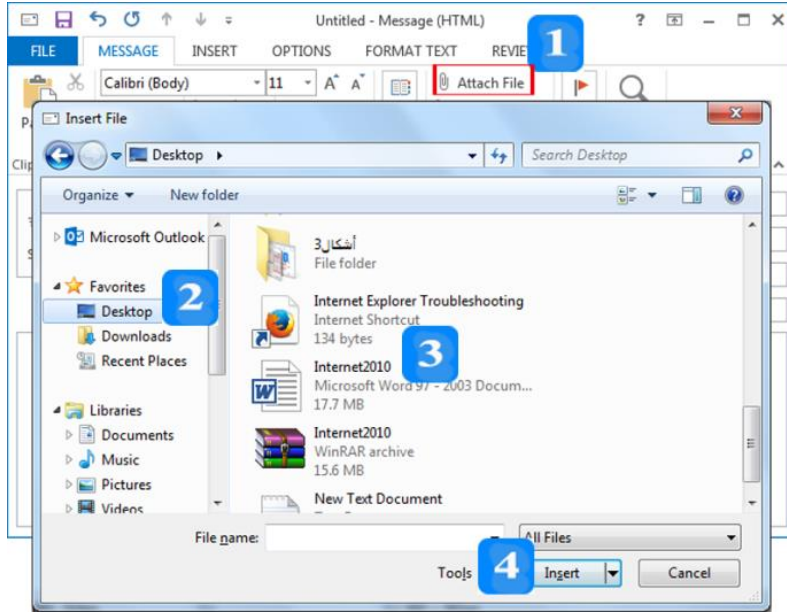 Untitled - Message (HTML)
?
FILE
MESSAGE
INSERT
OPTIONS
FORMAT TEXT
1
Calibri (Body)
11
A A
Attach File
Insert File
Desktop
Search Desktop
Organize
New folder
Microsoft Outlook
Favorites
Desktop
2
Downloads
Recent Places
Libraries
Documents
Music
Pictures
Videos
أشكال3
File folder
Internet Explorer Troubleshooting
Internet Shortcut
134 bytes
3
Internet2010
Microsoft Word 97 - 2003 Docum...
17.7 MB
Internet2010
WinRAR archive
15.6 MB
New Text Document
File name:
All Files
Tools
4
Insert
Cancel